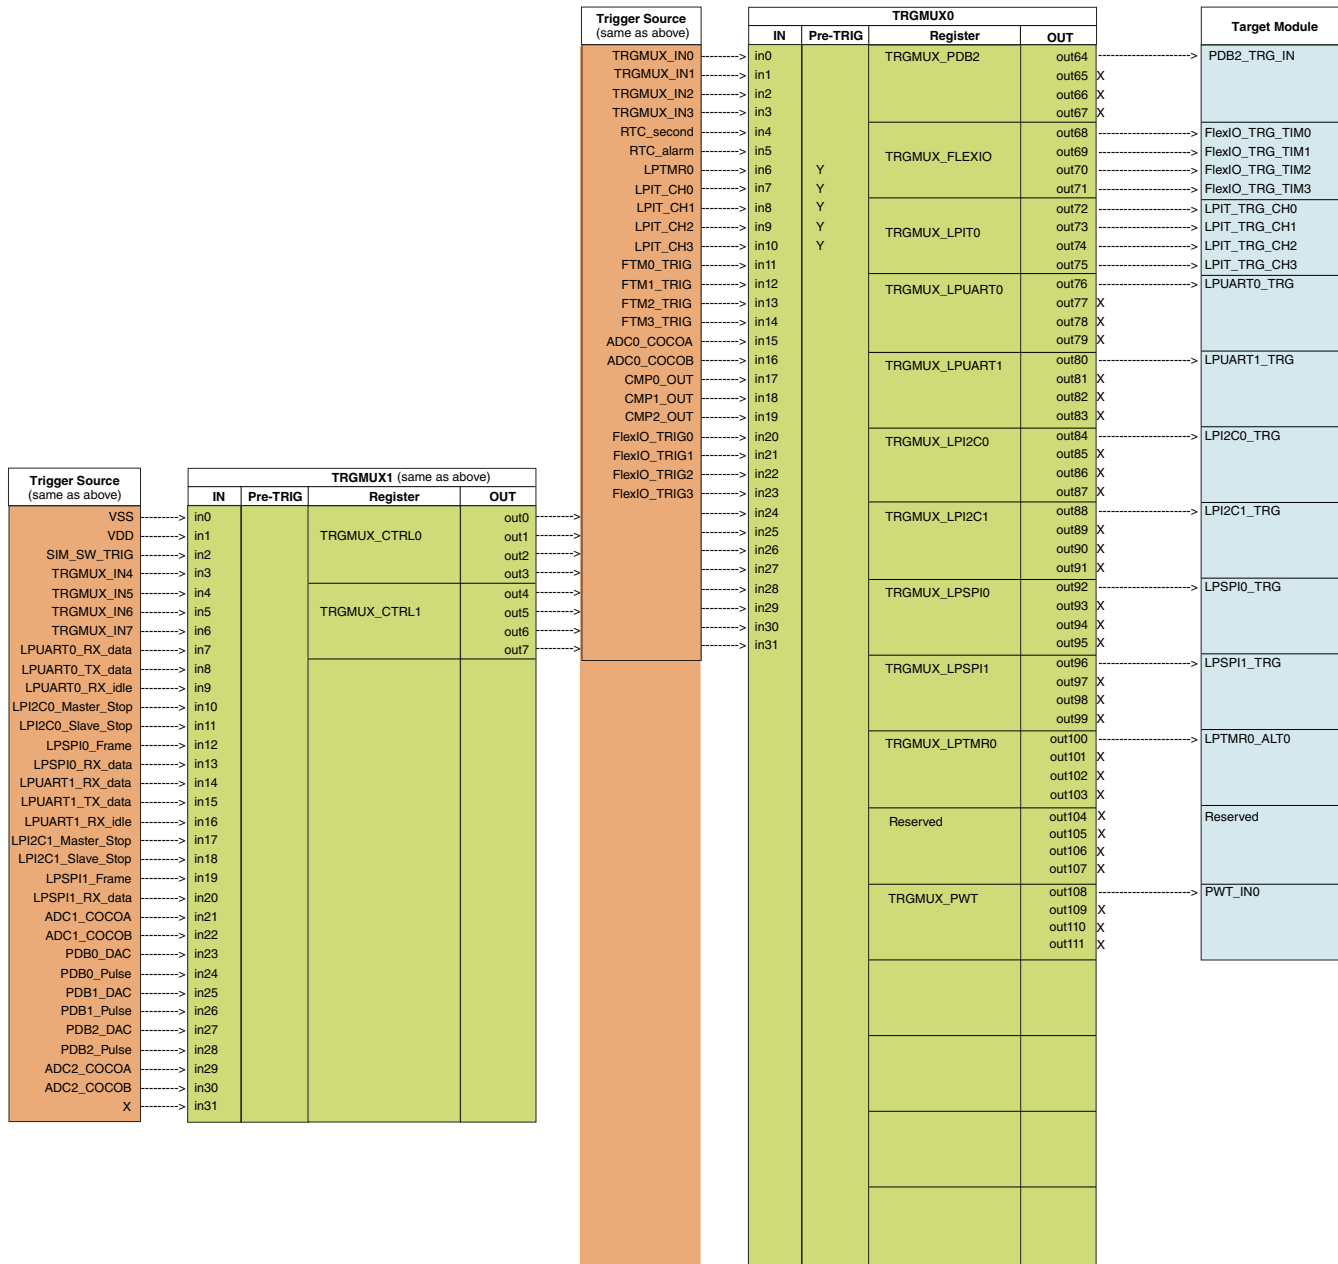 Trigger Source
(same as above)
TRGMUX0
IN Pre-TRIG Register OUT
Target Module
TRGMUX_IN0 --------> in0 TRGMUX_PDB2 out64 --------> PDB2_TRG_IN
TRGMUX_IN1 --------> in1 out65 X
TRGMUX_IN2 --------> in2 out66 X
TRGMUX_IN3 --------> in3 out67 X
RTC_second --------> in4 out68 --------> FlexIO_TRG_TIM0
RTC_alarm --------> in5 TRGMUX_FLEXIO out69 --------> FlexIO_TRG_TIM1
LPTMR0 --------> in6 Y out70 --------> FlexIO_TRG_TIM2
LPIT_CH0 --------> in7 Y out71 --------> FlexIO_TRG_TIM3
LPIT_CH1 --------> in8 Y out72 --------> LPIT_TRG_CH0
LPIT_CH2 --------> in9 Y TRGMUX_LPIT0 out73 --------> LPIT_TRG_CH1
LPIT_CH3 --------> in10 Y out74 --------> LPIT_TRG_CH2
FTM0_TRIG --------> in11 out75 --------> LPIT_TRG_CH3
FTM1_TRIG --------> in12 TRGMUX_LPUART0 out76 --------> LPUART0_TRG
FTM2_TRIG --------> in13 out77 X
FTM3_TRIG --------> in14 out78 X
ADC0_COCOA --------> in15 out79 X
ADC0_COCOB --------> in16 TRGMUX_LPUART1 out80 --------> LPUART1_TRG
CMP0_OUT --------> in17 out81 X
CMP1_OUT --------> in18 out82 X
CMP2_OUT --------> in19 out83 X
FlexIO_TRIG0 --------> in20 TRGMUX_LPI2C0 out84 --------> LPI2C0_TRG
FlexIO_TRIG1 --------> in21 out85 X
FlexIO_TRIG2 --------> in22 out86 X
FlexIO_TRIG3 --------> in23 out87 X
--------> in24 TRGMUX_LPI2C1 out88 --------> LPI2C1_TRG
--------> in25 out89 X
--------> in26 out90 X
--------> in27 out91 X
--------> in28 TRGMUX_LPSPI0 out92 --------> LPSPI0_TRG
--------> in29 out93 X
--------> in30 out94 X
--------> in31 out95 X
TRGMUX_LPSPI1 out96 --------> LPSPI1_TRG
out97 X
out98 X
out99 X
TRGMUX_LPTMR0 out100 --------> LPTMR0_ALT0
out101 X
out102 X
out103 X
Reserved out104 X Reserved
out105 X
out106 X
out107 X
TRGMUX_PWT out108 --------> PWT_IN0
out109 X
out110 X
out111 X
Trigger Source
(same as above)
TRGMUX1 (same as above)
IN Pre-TRIG Register OUT
VSS --------> in0 out0 -------->
VDD --------> in1 TRGMUX_CTRL0 out1 -------->
SIM_SW_TRIG --------> in2 out2 -------->
TRGMUX_IN4 --------> in3 out3 -------->
TRGMUX_IN5 --------> in4 out4 -------->
TRGMUX_IN6 --------> in5 TRGMUX_CTRL1 out5 -------->
TRGMUX_IN7 --------> in6 out6 -------->
LPUART0_RX_data --------> in7 out7 -------->
LPUART0_TX_data --------> in8
LPUART0_RX_idle --------> in9
LPI2C0_Master_Stop --------> in10
LPI2C0_Slave_Stop --------> in11
LPSPI0_Frame --------> in12
LPSPI0_RX_data --------> in13
LPUART1_RX_data --------> in14
LPUART1_TX_data --------> in15
LPUART1_RX_idle --------> in16
LPI2C1_Master_Stop --------> in17
LPI2C1_Slave_Stop --------> in18
LPSPI1_Frame --------> in19
LPSPI1_RX_data --------> in20
ADC1_COCOA --------> in21
ADC1_COCOB --------> in22
PDB0_DAC --------> in23
PDB0_Pulse --------> in24
PDB1_DAC --------> in25
PDB1_Pulse --------> in26
PDB2_DAC --------> in27
PDB2_Pulse --------> in28
ADC2_COCOA --------> in29
ADC2_COCOB --------> in30
X --------> in31